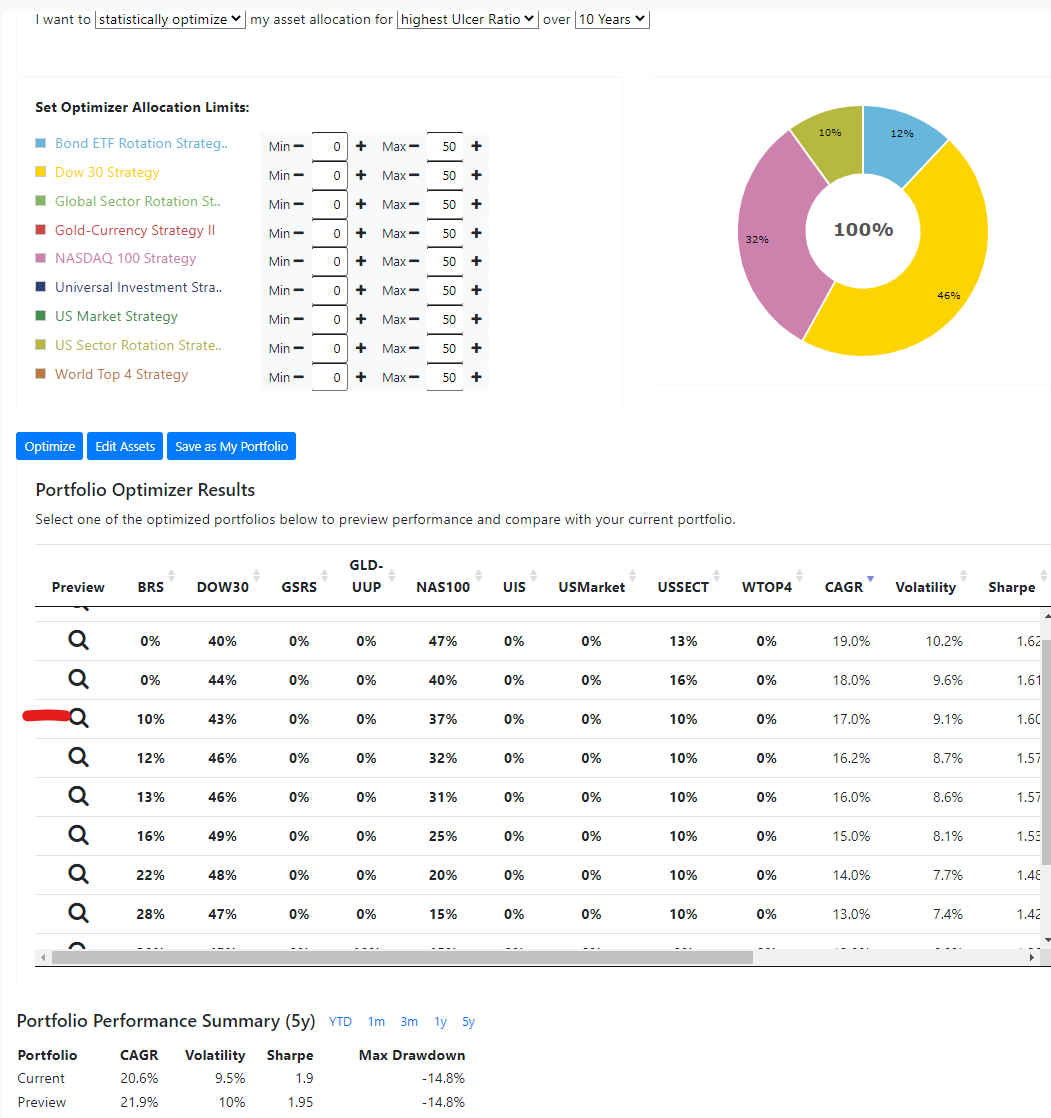 I want to statistically optimize my asset allocation for highest Ulcer Ratio over 10 Years
Set Optimizer Allocation Limits:
Bond ETF Rotation Strateg.. Min 0 Max 50
Dow 30 Strategy Min 0 Max 50
Global Sector Rotation St.. Min 0 Max 50
Gold-Currency Strategy II Min 0 Max 50
NASDAQ 100 Strategy Min 0 Max 50
Universal Investment Stra.. Min 0 Max 50
US Market Strategy Min 0 Max 50
US Sector Rotation Strate.. Min 0 Max 50
World Top 4 Strategy Min 0 Max 50
10% 12%
100%
32%
46%
Optimize Edit Assets Save as My Portfolio
Portfolio Optimizer Results
Select one of the optimized portfolios below to preview performance and compare with your current portfolio.
Preview BRS DOW30 GSRS GLD-UUP NAS100 UIS USMarket USSECT WTOP4 CAGR Volatility Sharpe
0% 40% 0% 0% 47% 0% 0% 13% 0% 19.0% 10.2% 1.62
0% 44% 0% 0% 40% 0% 0% 16% 0% 18.0% 9.6% 1.61
10% 43% 0% 0% 37% 0% 0% 10% 0% 17.0% 9.1% 1.60
12% 46% 0% 0% 32% 0% 0% 10% 0% 16.2% 8.7% 1.57
13% 46% 0% 0% 31% 0% 0% 10% 0% 16.0% 8.6% 1.57
16% 49% 0% 0% 25% 0% 0% 10% 0% 15.0% 8.1% 1.53
22% 48% 0% 0% 20% 0% 0% 10% 0% 14.0% 7.7% 1.48
28% 47% 0% 0% 15% 0% 0% 10% 0% 13.0% 7.4% 1.42
Portfolio Performance Summary (5y) YTD 1m 3m 1y 5y
Portfolio CAGR Volatility Sharpe Max Drawdown
Current 20.6% 9.5% 1.9 -14.8%
Preview 21.9% 10% 1.95 -14.8%